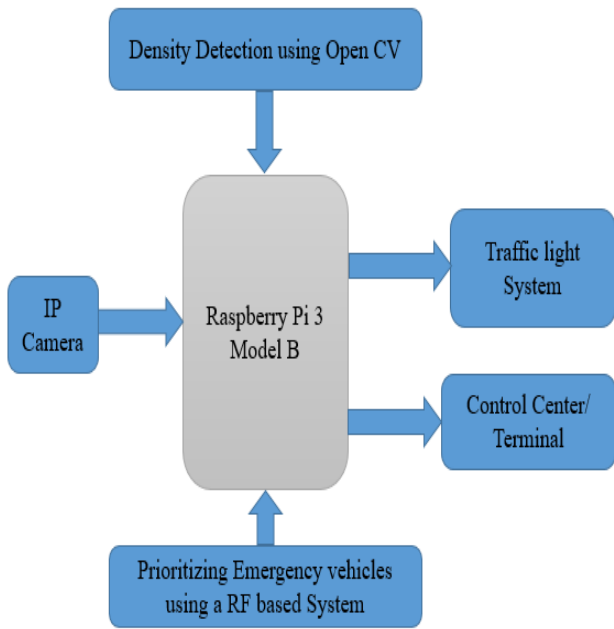 Density Detection using Open CV
IP
Camera
Raspberry Pi 3
Model B
Traffic light
System
Control Center/
Terminal
Prioritizing Emergency vehicles
using a RF based System